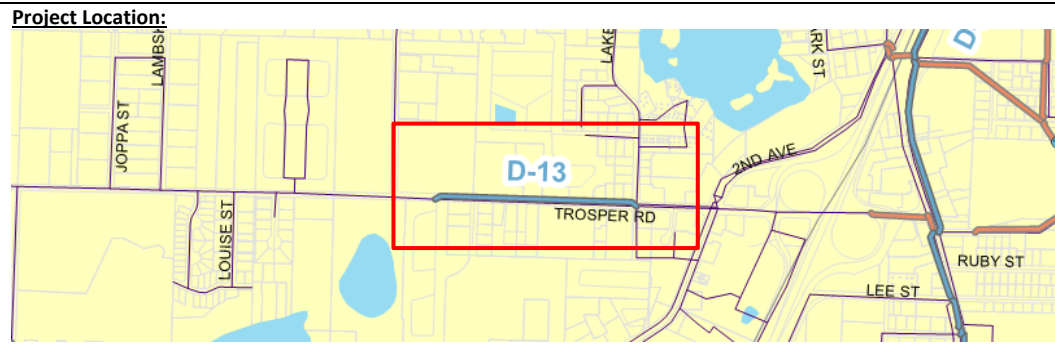 Project Location:
LAMBSH
LAKE
ARK ST
D
JOPPA ST
2ND AVE
D-13
TROSPER RD
LOUISE ST
RUBY ST
LEE ST